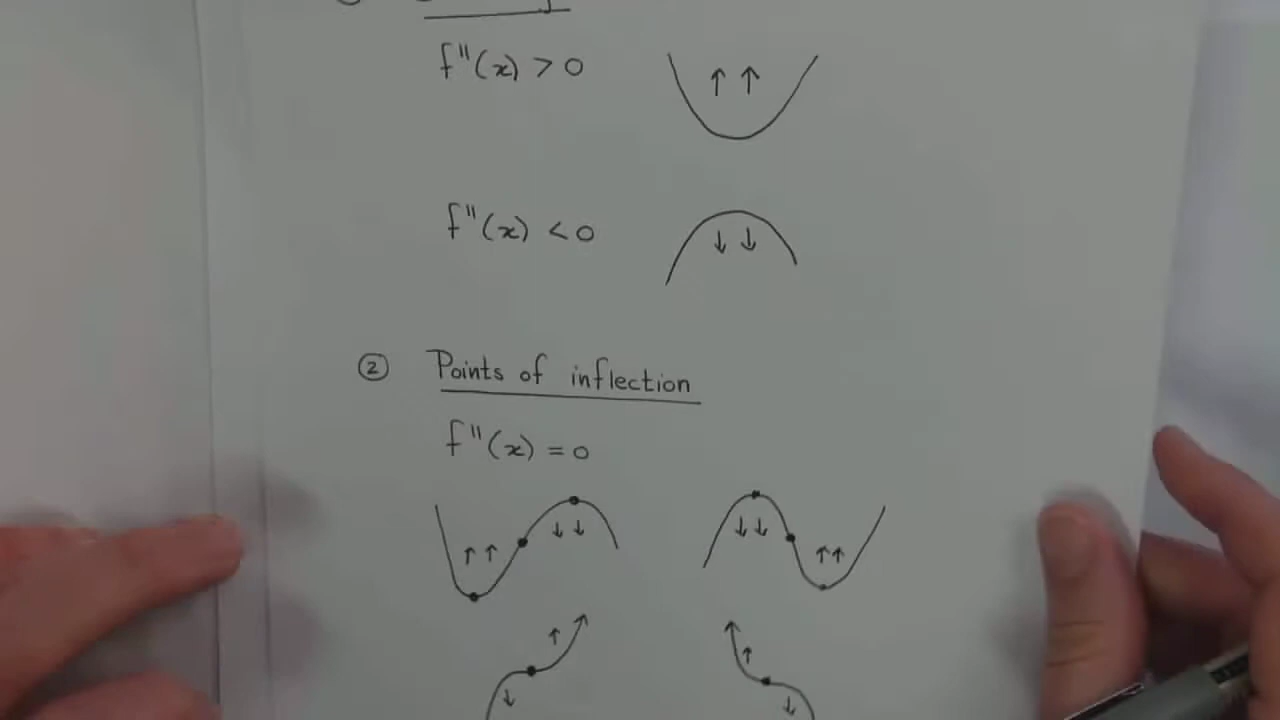 f''(x) > 0
↑ ↑
f''(x) < 0
↓ ↓
② Points of inflection
f''(x) = 0
↑ ↑ ↓ ↓
↓ ↓ ↑ ↑
↑ ↑
↓ ↓